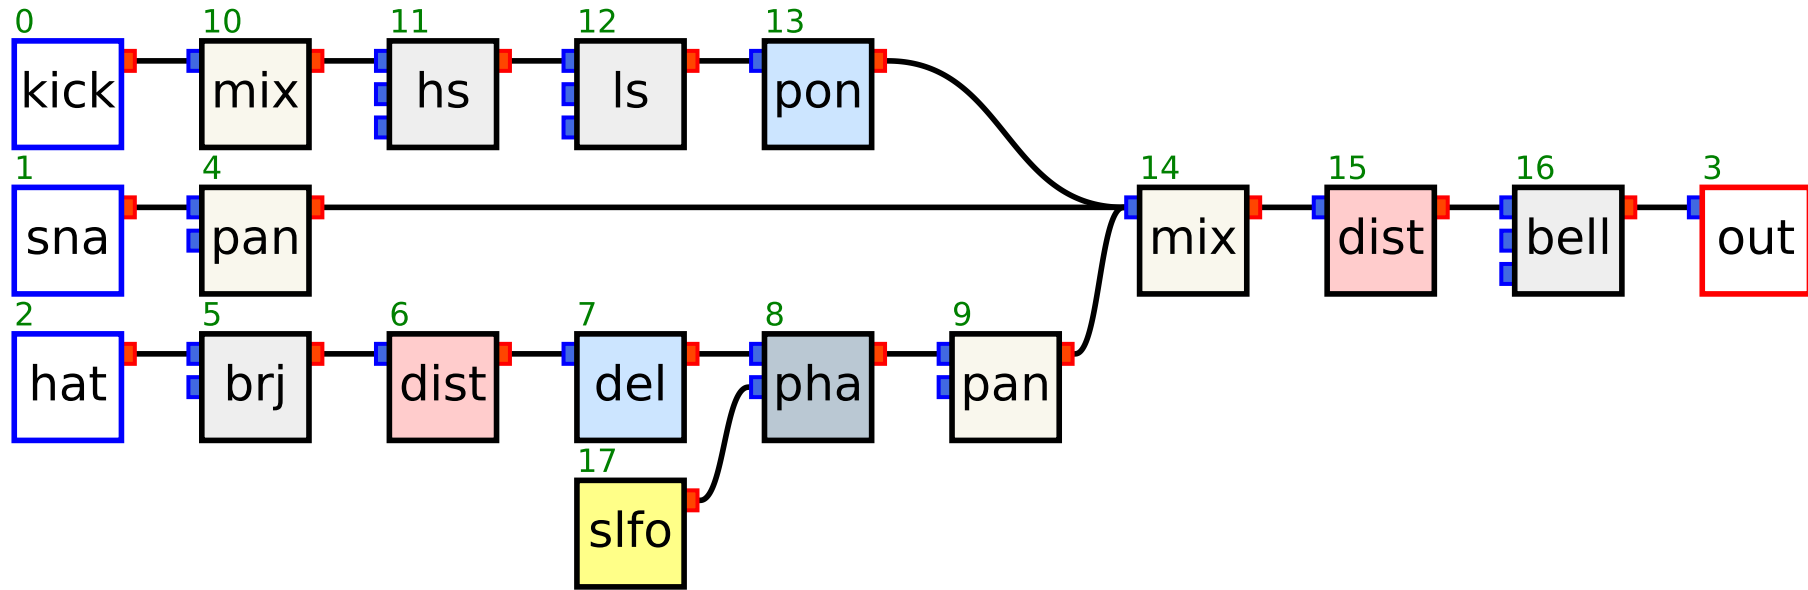 0 10 11 12 13
kick mix hs ls pon
1 4 14 15 16 3
sna pan mix dist bell out
2 5 6 7 8 9
hat brj dist del pha pan
17
slfo